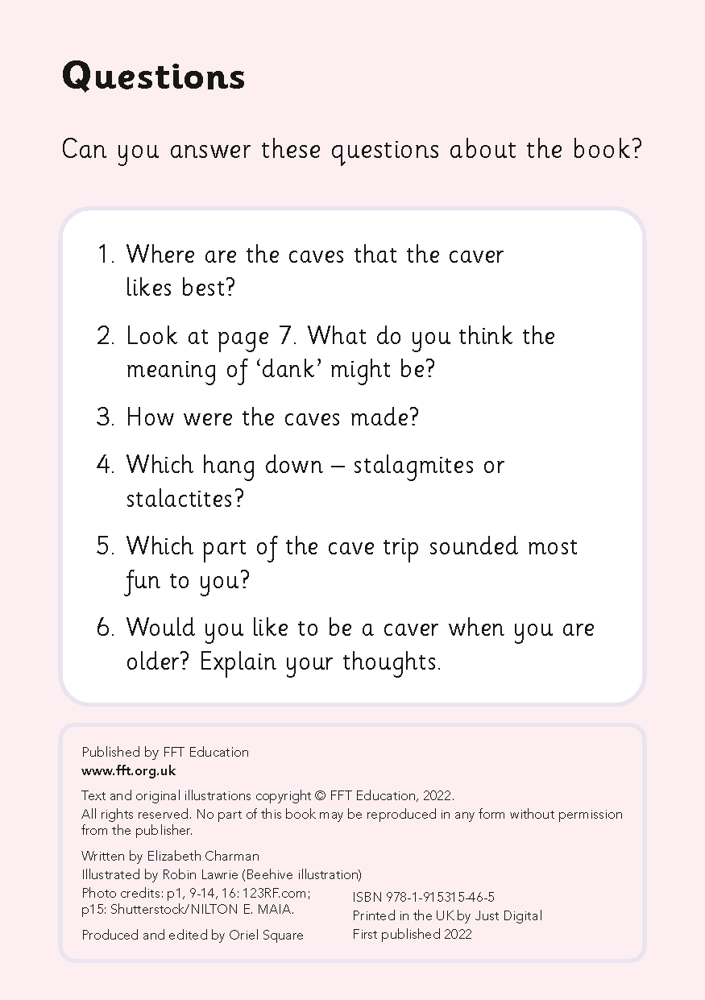 Questions
Can you answer these questions about the book?
1. Where are the caves that the caver
likes best?
2. Look at page 7. What do you think the
meaning of ‘dank’ might be?
3. How were the caves made?
4. Which hang down – stalagmites or
stalactites?
5. Which part of the cave trip sounded most
fun to you?
6. Would you like to be a caver when you are
older? Explain your thoughts.
Published by FFT Education
www.fft.org.uk
Text and original illustrations copyright © FFT Education, 2022.
All rights reserved. No part of this book may be reproduced in any form without permission
from the publisher.
Written by Elizabeth Charman
Illustrated by Robin Lawrie (Beehive illustration)
Photo credits: p1, 9-14, 16: 123RF.com;
p15: Shutterstock/NILTON E. MAIA.
Produced and edited by Oriel Square
ISBN 978-1-915315-46-5
Printed in the UK by Just Digital
First published 2022